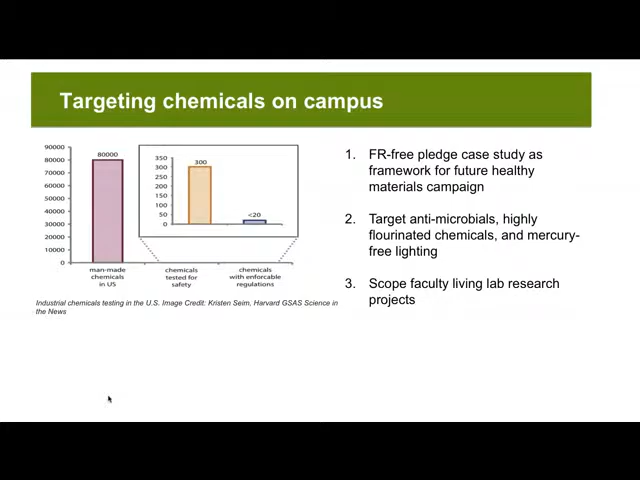 Targeting chemicals on campus
90000
80000
70000
60000
50000
40000
30000
20000
10000
0
80000
350
300
250
200
150
100
50
0
300
<20
man-made
chemicals
in US
chemicals
tested for
safety
chemicals
with enforcable
regulations
Industrial chemicals testing in the U.S. Image Credit: Kristen Seim, Harvard GSAS Science in
the News
1. FR-free pledge case study as
framework for future healthy
materials campaign
2. Target anti-microbials, highly
flourinated chemicals, and mercury-
free lighting
3. Scope faculty living lab research
projects